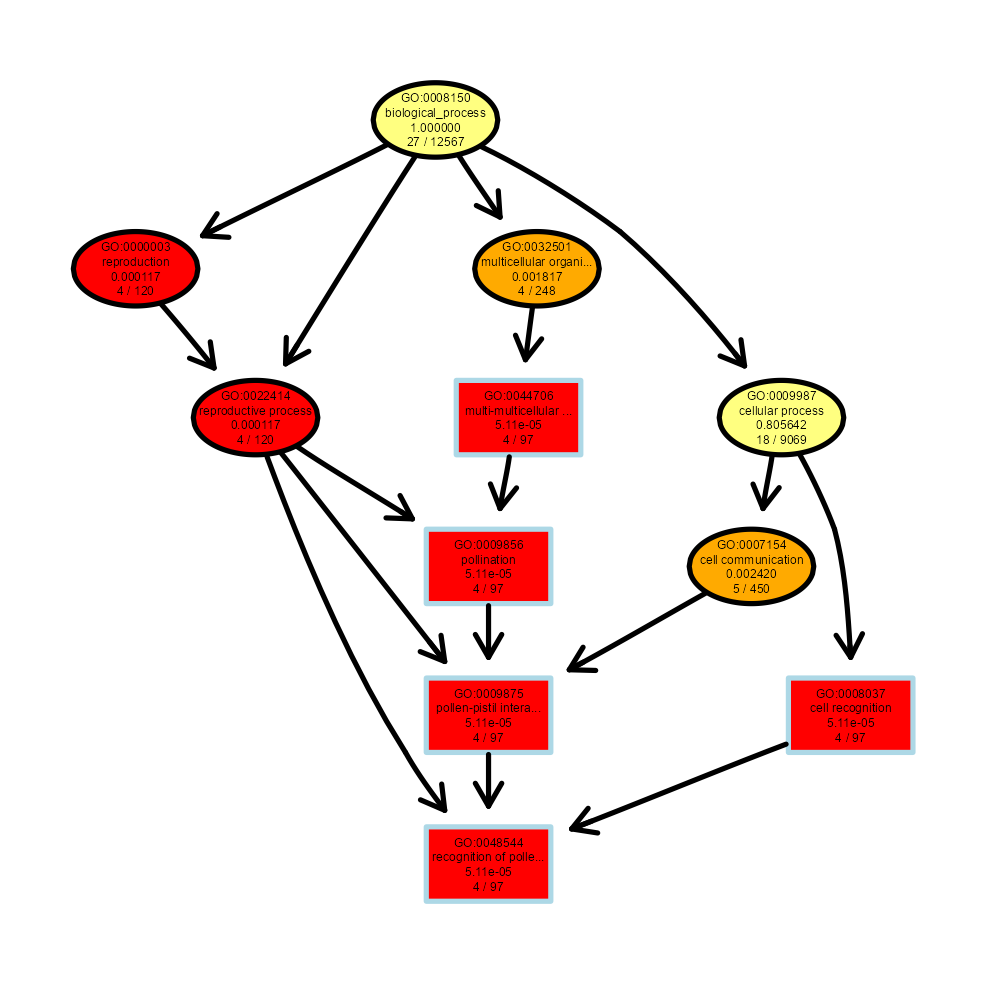 GO:0008150
biological_process
1.000000
27 / 12567
GO:0000003
reproduction
0.000117
4 / 120
GO:0032501
multicellular organi...
0.001817
4 / 248
GO:0022414
reproductive process
0.000117
4 / 120
GO:0044706
multi-multicellular ...
5.11e-05
4 / 97
GO:0009987
cellular process
0.805642
18 / 9069
GO:0009856
pollination
5.11e-05
4 / 97
GO:0007154
cell communication
0.002420
5 / 450
GO:0009875
pollen-pistil intera...
5.11e-05
4 / 97
GO:0008037
cell recognition
5.11e-05
4 / 97
GO:0048544
recognition of polle...
5.11e-05
4 / 97